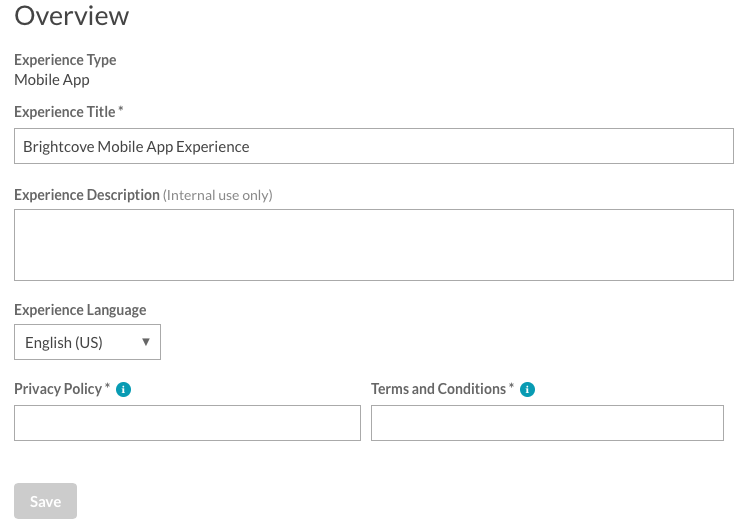 Overview
Experience Type
Mobile App
Experience Title *
Brightcove Mobile App Experience
Experience Description (Internal use only)
Experience Language
English (US) ▼
Privacy Policy * i Terms and Conditions * i
Save